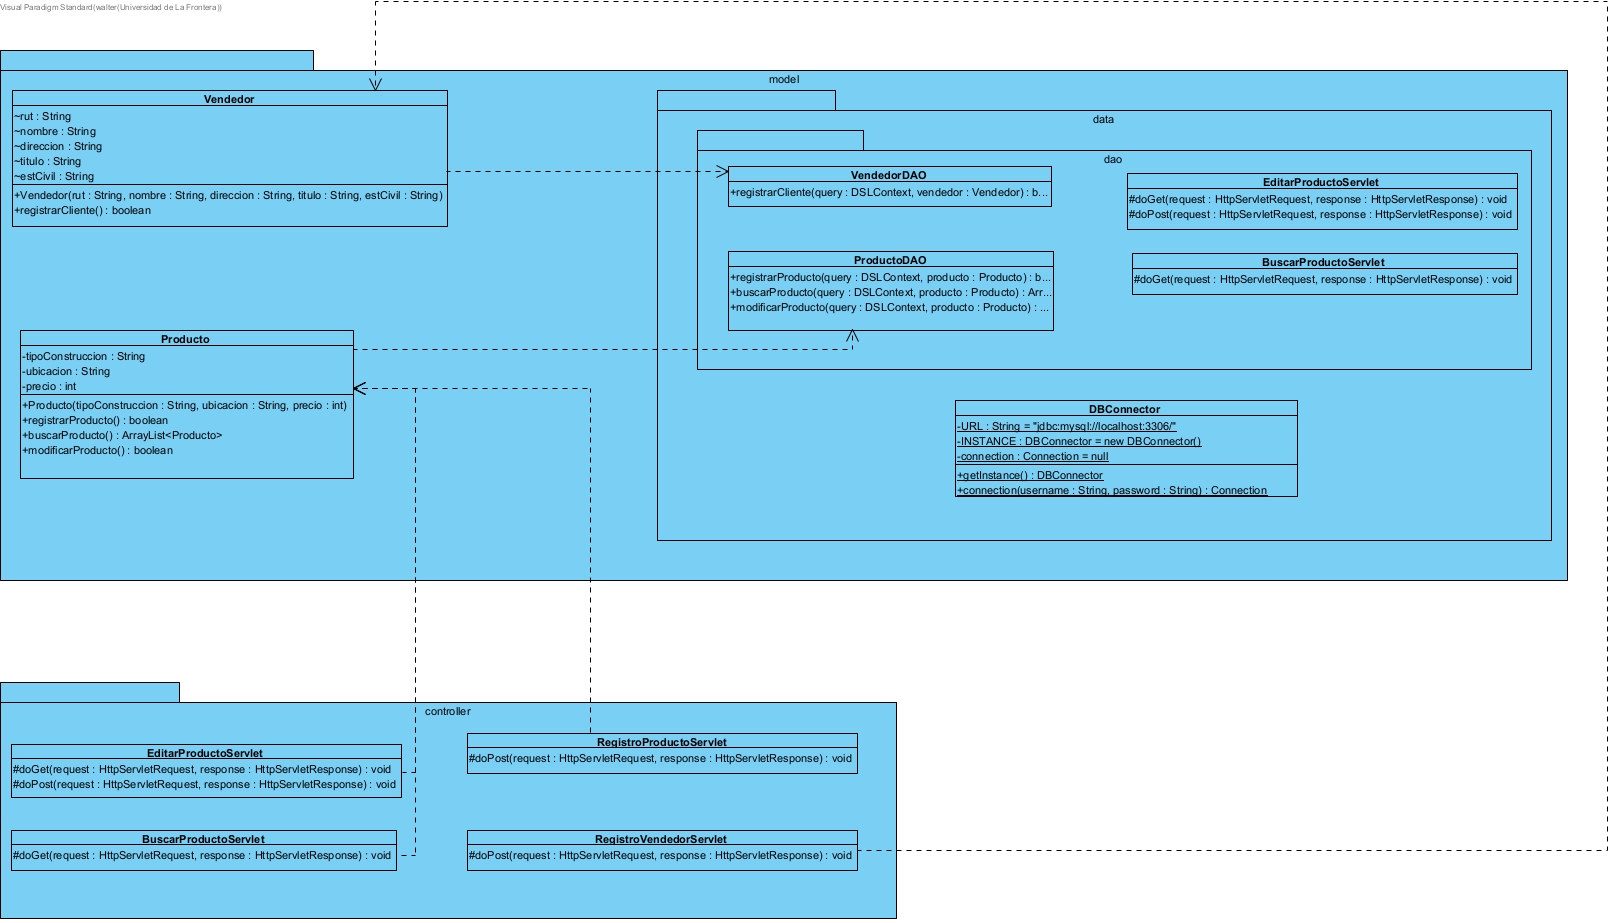 Visual Paradigm Standard(walter(Universidad de La Frontera))
model
Vendedor
~rut : String
~nombre : String
~direccion : String
~titulo : String
~estCivil : String
+Vendedor(rut : String, nombre : String, direccion : String, titulo : String, estCivil : String)
+registrarCliente() : boolean
data
dao
VendedorDAO
+registrarCliente(query : DSLContext, vendedor : Vendedor) : b...
EditarProductoServlet
#doGet(request : HttpServletRequest, response : HttpServletResponse) : void
#doPost(request : HttpServletRequest, response : HttpServletResponse) : void
ProductoDAO
+registrarProducto(query : DSLContext, producto : Producto) : b...
+buscarProducto(query : DSLContext, producto : Producto) : Arr...
+modificarProducto(query : DSLContext, producto : Producto) : ...
BuscarProductoServlet
#doGet(request : HttpServletRequest, response : HttpServletResponse) : void
Producto
-tipoConstruccion : String
-ubicacion : String
-precio : int
+Producto(tipoConstruccion : String, ubicacion : String, precio : int)
+registrarProducto() : boolean
+buscarProducto() : ArrayList<Producto>
+modificarProducto() : boolean
DBConnector
-URL : String = "jdbc:mysql://localhost:3306/"
-INSTANCE : DBConnector = new DBConnector()
-connection : Connection = null
+getInstance() : DBConnector
+connection(username : String, password : String) : Connection
controller
EditarProductoServlet
#doGet(request : HttpServletRequest, response : HttpServletResponse) : void
#doPost(request : HttpServletRequest, response : HttpServletResponse) : void
RegistroProductoServlet
#doPost(request : HttpServletRequest, response : HttpServletResponse) : void
BuscarProductoServlet
#doGet(request : HttpServletRequest, response : HttpServletResponse) : void
RegistroVendedorServlet
#doPost(request : HttpServletRequest, response : HttpServletResponse) : void